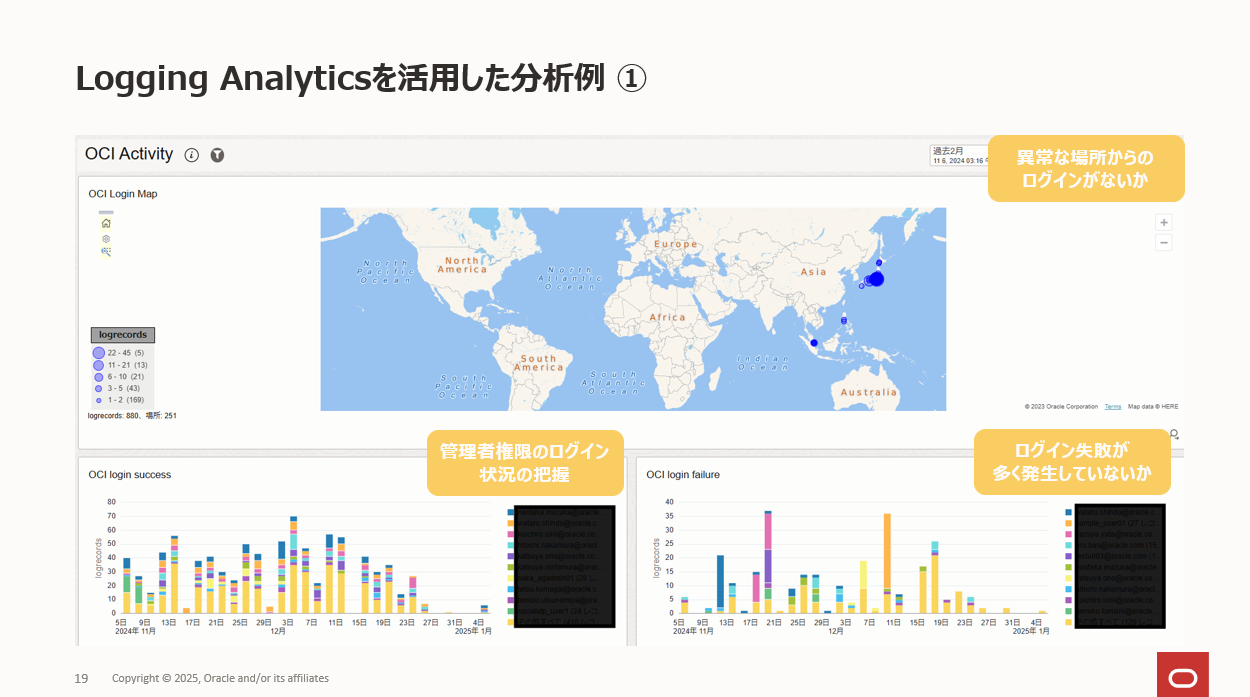 Logging Analyticsを活用した分析例 ①
OCI Activity
過去2月
11 6, 2024 03:16
異常な場所からの
ログインがないか
OCI Login Map
North
Pacific
Ocean
North
America
North
Atlantic
Ocean
Europe
Asia
Africa
South
America
South
Pacific
Ocean
South
Atlantic
Ocean
Indian
Ocean
Australia
logrecords
22 - 45 (5)
11 - 21 (13)
6 - 10 (21)
3 - 5 (43)
1 - 2 (169)
logrecords: 880、場所: 251
© 2023 Oracle Corporation Terms Map data © HERE
管理者権限のログイン
状況の把握
ログイン失敗が
多く発生していないか
OCI login success
logrecords
80
70
60
50
40
30
20
10
0
5日 9日 13日 17日 21日 25日 29日 3日 7日 11日 15日 19日 23日 27日 31日 4日
2024年 11月 12月 2025年 1月
OCI login failure
logrecords
40
35
30
25
20
15
10
5
0
5日 9日 13日 17日 21日 25日 29日 3日 7日 11日 15日 19日 23日 27日 31日 4日
2024年 11月 12月 2025年 1月
19 Copyright © 2025, Oracle and/or its affiliates